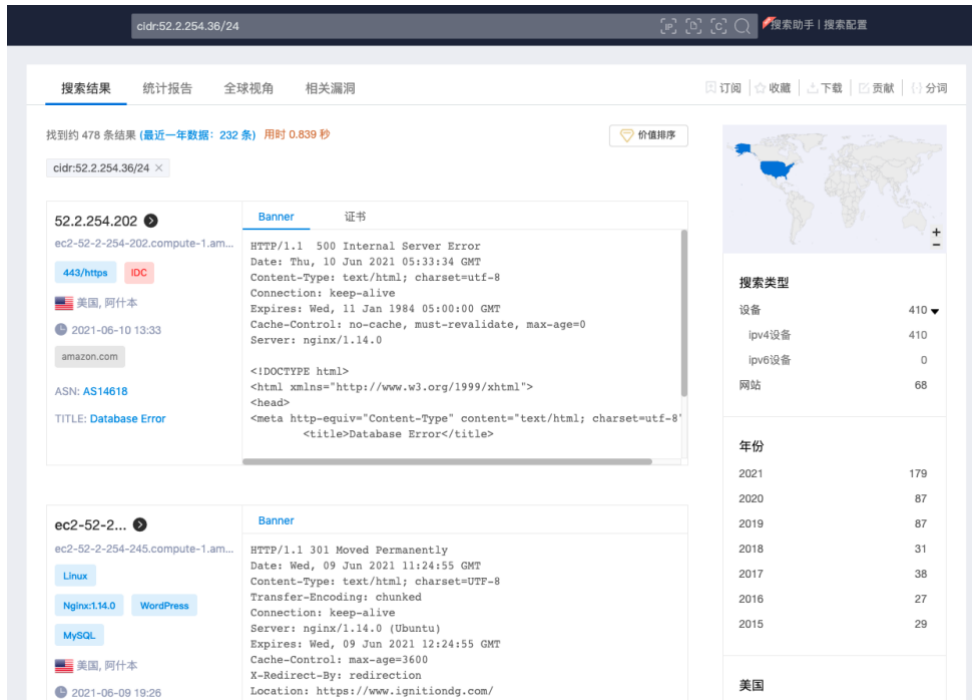 cidr:52.2.254.36/24
搜索助手 | 搜索配置
搜索结果 统计报告 全球视角 相关漏洞
订阅 收藏 下载 贡献 分词
找到约 478 条结果 (最近一年数据：232 条) 用时 0.839 秒
价值排序
cidr:52.2.254.36/24 ×
52.2.254.202
ec2-52-2-254-202.compute-1.am...
443/https IDC
美国, 阿什本
2021-06-10 13:33
amazon.com
ASN: AS14618
TITLE: Database Error
Banner 证书
HTTP/1.1 500 Internal Server Error
Date: Thu, 10 Jun 2021 05:33:34 GMT
Content-Type: text/html; charset=utf-8
Connection: keep-alive
Expires: Wed, 11 Jan 1984 05:00:00 GMT
Cache-Control: no-cache, must-revalidate, max-age=0
Server: nginx/1.14.0
<!DOCTYPE html>
<html xmlns="http://www.w3.org/1999/xhtml">
<head>
<meta http-equiv="Content-Type" content="text/html; charset=utf-8"
<title>Database Error</title>
ec2-52-2...
ec2-52-2-254-245.compute-1.am...
Linux
Nginx:1.14.0 WordPress
MySQL
美国, 阿什本
2021-06-09 19:26
Banner
HTTP/1.1 301 Moved Permanently
Date: Wed, 09 Jun 2021 11:24:55 GMT
Content-Type: text/html; charset=UTF-8
Transfer-Encoding: chunked
Connection: keep-alive
Server: nginx/1.14.0 (Ubuntu)
Expires: Wed, 09 Jun 2021 12:24:55 GMT
Cache-Control: max-age=3600
X-Redirect-By: redirection
Location: https://www.ignitiondg.com/
+
−
搜索类型
设备 410
ipv4设备 410
ipv6设备 0
网站 68
年份
2021 179
2020 87
2019 87
2018 31
2017 38
2016 27
2015 29
美国